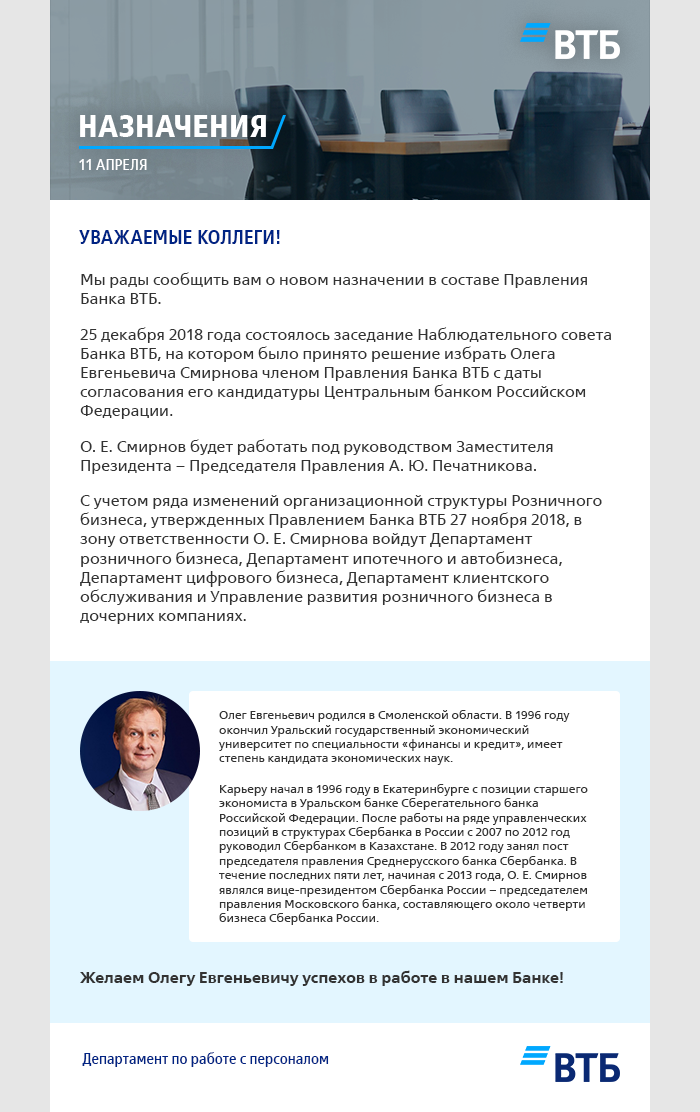 ВТБ
НАЗНАЧЕНИЯ
11 АПРЕЛЯ
УВАЖАЕМЫЕ КОЛЛЕГИ!
Мы рады сообщить вам о новом назначении в составе Правления
Банка ВТБ.
25 декабря 2018 года состоялось заседание Наблюдательного совета
Банка ВТБ, на котором было принято решение избрать Олега
Евгеньевича Смирнова членом Правления Банка ВТБ с даты
согласования его кандидатуры Центральным банком Российском
Федерации.
О. Е. Смирнов будет работать под руководством Заместителя
Президента – Председателя Правления А. Ю. Печатникова.
С учетом ряда изменений организационной структуры Розничного
бизнеса, утвержденных Правлением Банка ВТБ 27 ноября 2018, в
зону ответственности О. Е. Смирнова войдут Департамент
розничного бизнеса, Департамент ипотечного и автобизнеса,
Департамент цифрового бизнеса, Департамент клиентского
обслуживания и Управление развития розничного бизнеса в
дочерних компаниях.
Олег Евгеньевич родился в Смоленской области. В 1996 году
окончил Уральский государственный экономический
университет по специальности «финансы и кредит», имеет
степень кандидата экономических наук.
Карьеру начал в 1996 году в Екатеринбурге с позиции старшего
экономиста в Уральском банке Сберегательного банка
Российской Федерации. После работы на ряде управленческих
позиций в структурах Сбербанка в России с 2007 по 2012 год
руководил Сбербанком в Казахстане. В 2012 году занял пост
председателя правления Среднерусского банка Сбербанка. В
течение последних пяти лет, начиная с 2013 года, О. Е. Смирнов
являлся вице-президентом Сбербанка России – председателем
правления Московского банка, составляющего около четверти
бизнеса Сбербанка России.
Желаем Олегу Евгеньевичу успехов в работе в нашем Банке!
Департамент по работе с персоналом
ВТБ